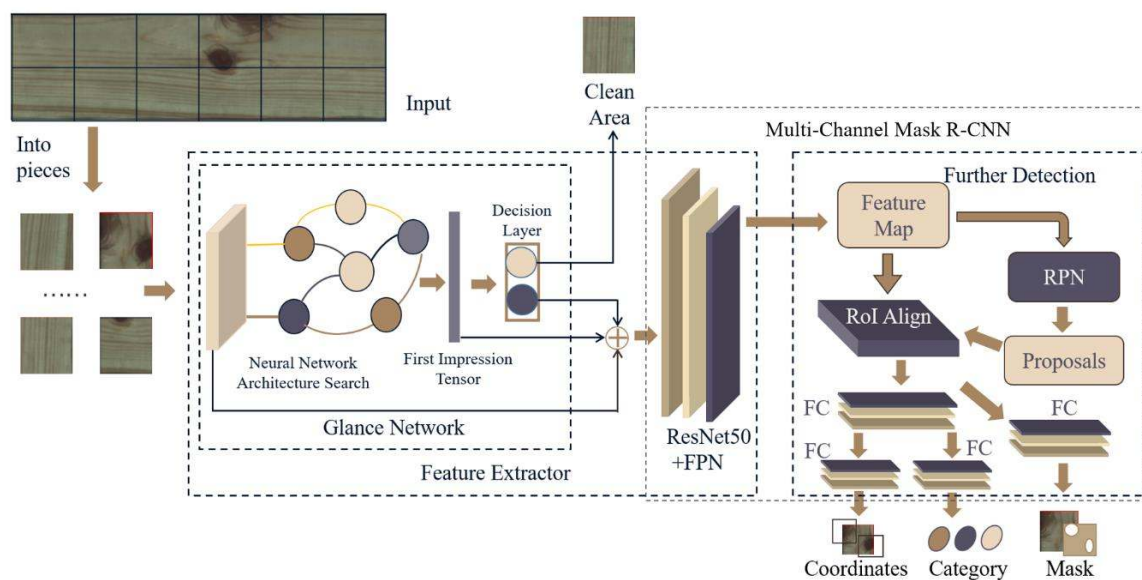 Input
Into
pieces
......
Clean
Area
Multi-Channel Mask R-CNN
Further Detection
Decision
Layer
Feature
Map
RPN
RoI Align
Proposals
Neural Network
Architecture Search
First Impression
Tensor
Glance Network
Feature Extractor
ResNet50
+FPN
FC
FC
FC
FC
Coordinates
Category
Mask